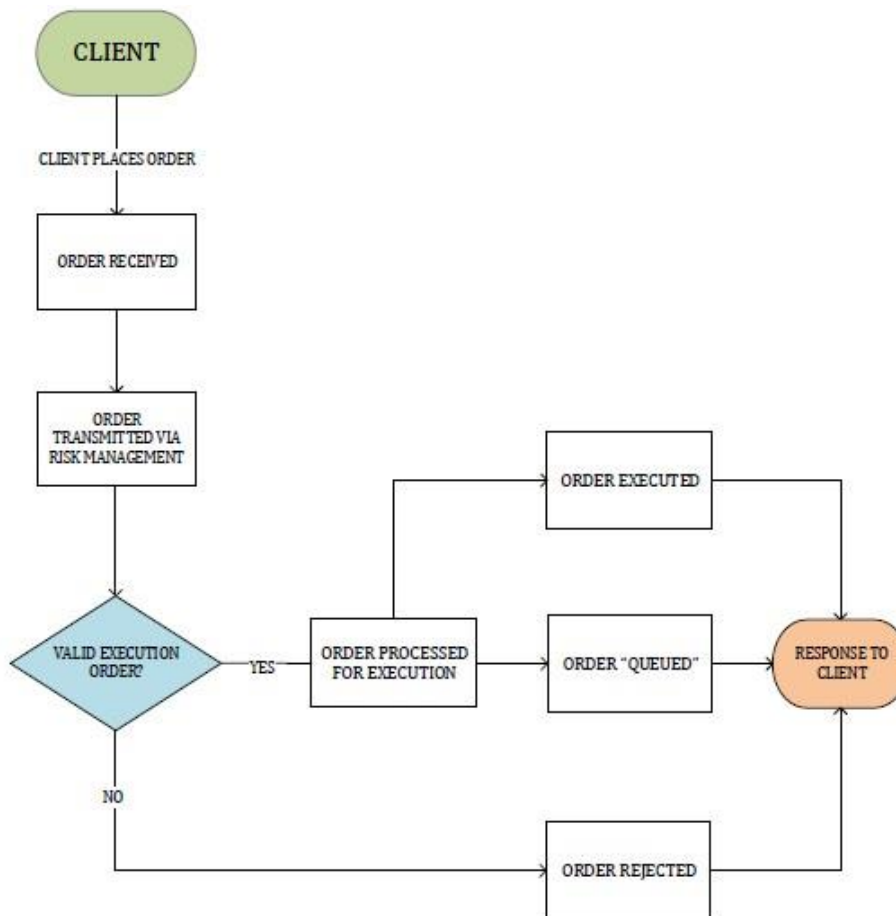 CLIENT
CLIENT PLACES ORDER
ORDER RECEIVED
ORDER
TRANSMITTED VIA
RISK MANAGEMENT
VALID EXECUTION
ORDER?
YES
ORDER PROCESSED
FOR EXECUTION
ORDER EXECUTED
ORDER “QUEUED”
RESPONSE TO
CLIENT
NO
ORDER REJECTED